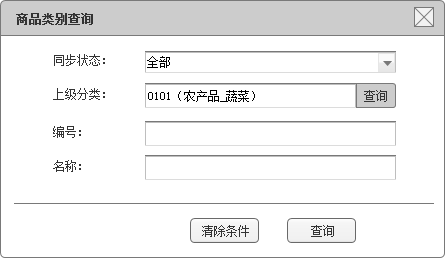 商品类别查询
同步状态： 全部
上级分类： 0101（农产品_蔬菜） 查询
编号：
名称：
清除条件 查询